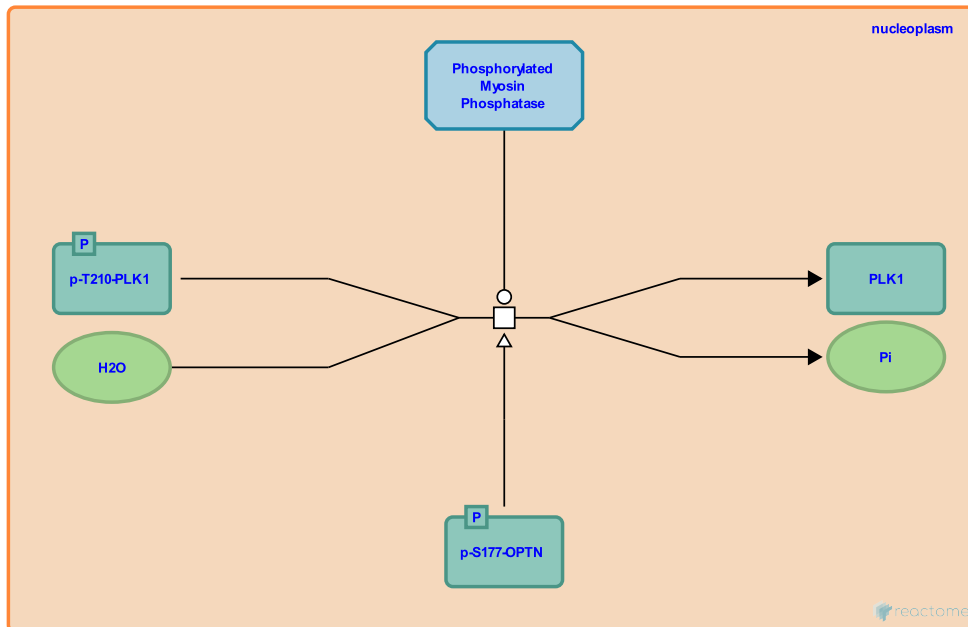 nucleoplasm
Phosphorylated
Myosin
Phosphatase
P
p-T210-PLK1
PLK1
H2O
Pi
P
p-S177-OPTN
reactome